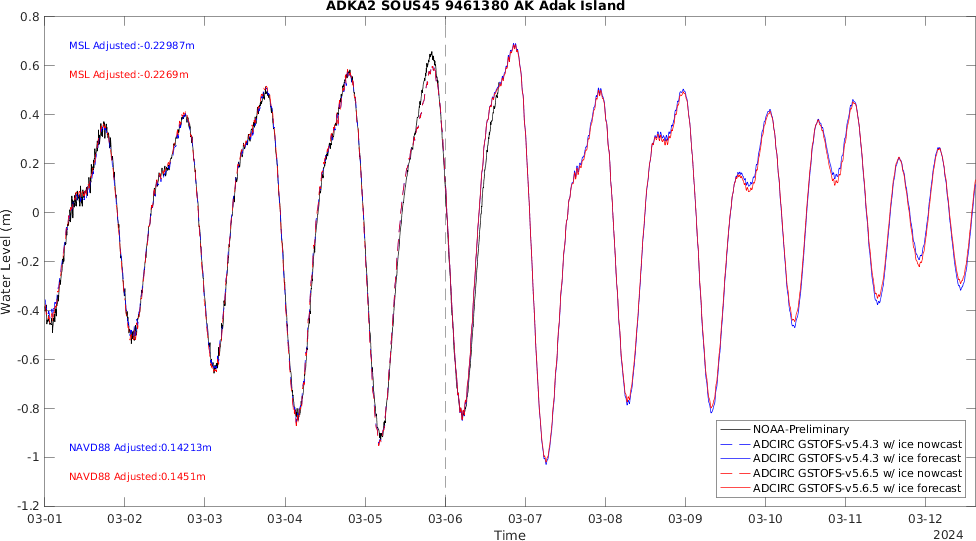 ADKA2 SOUS45 9461380 AK Adak Island
0.8
0.6
0.4
0.2
0
-0.2
-0.4
-0.6
-0.8
-1
-1.2
Water Level (m)
MSL Adjusted:-0.22987m
MSL Adjusted:-0.2269m
NAVD88 Adjusted:0.14213m
NAVD88 Adjusted:0.1451m
NOAA-Preliminary
ADCIRC GSTOFS-v5.4.3 w/ ice nowcast
ADCIRC GSTOFS-v5.4.3 w/ ice forecast
ADCIRC GSTOFS-v5.6.5 w/ ice nowcast
ADCIRC GSTOFS-v5.6.5 w/ ice forecast
03-01 03-02 03-03 03-04 03-05 03-06 03-07 03-08 03-09 03-10 03-11 03-12
Time
2024